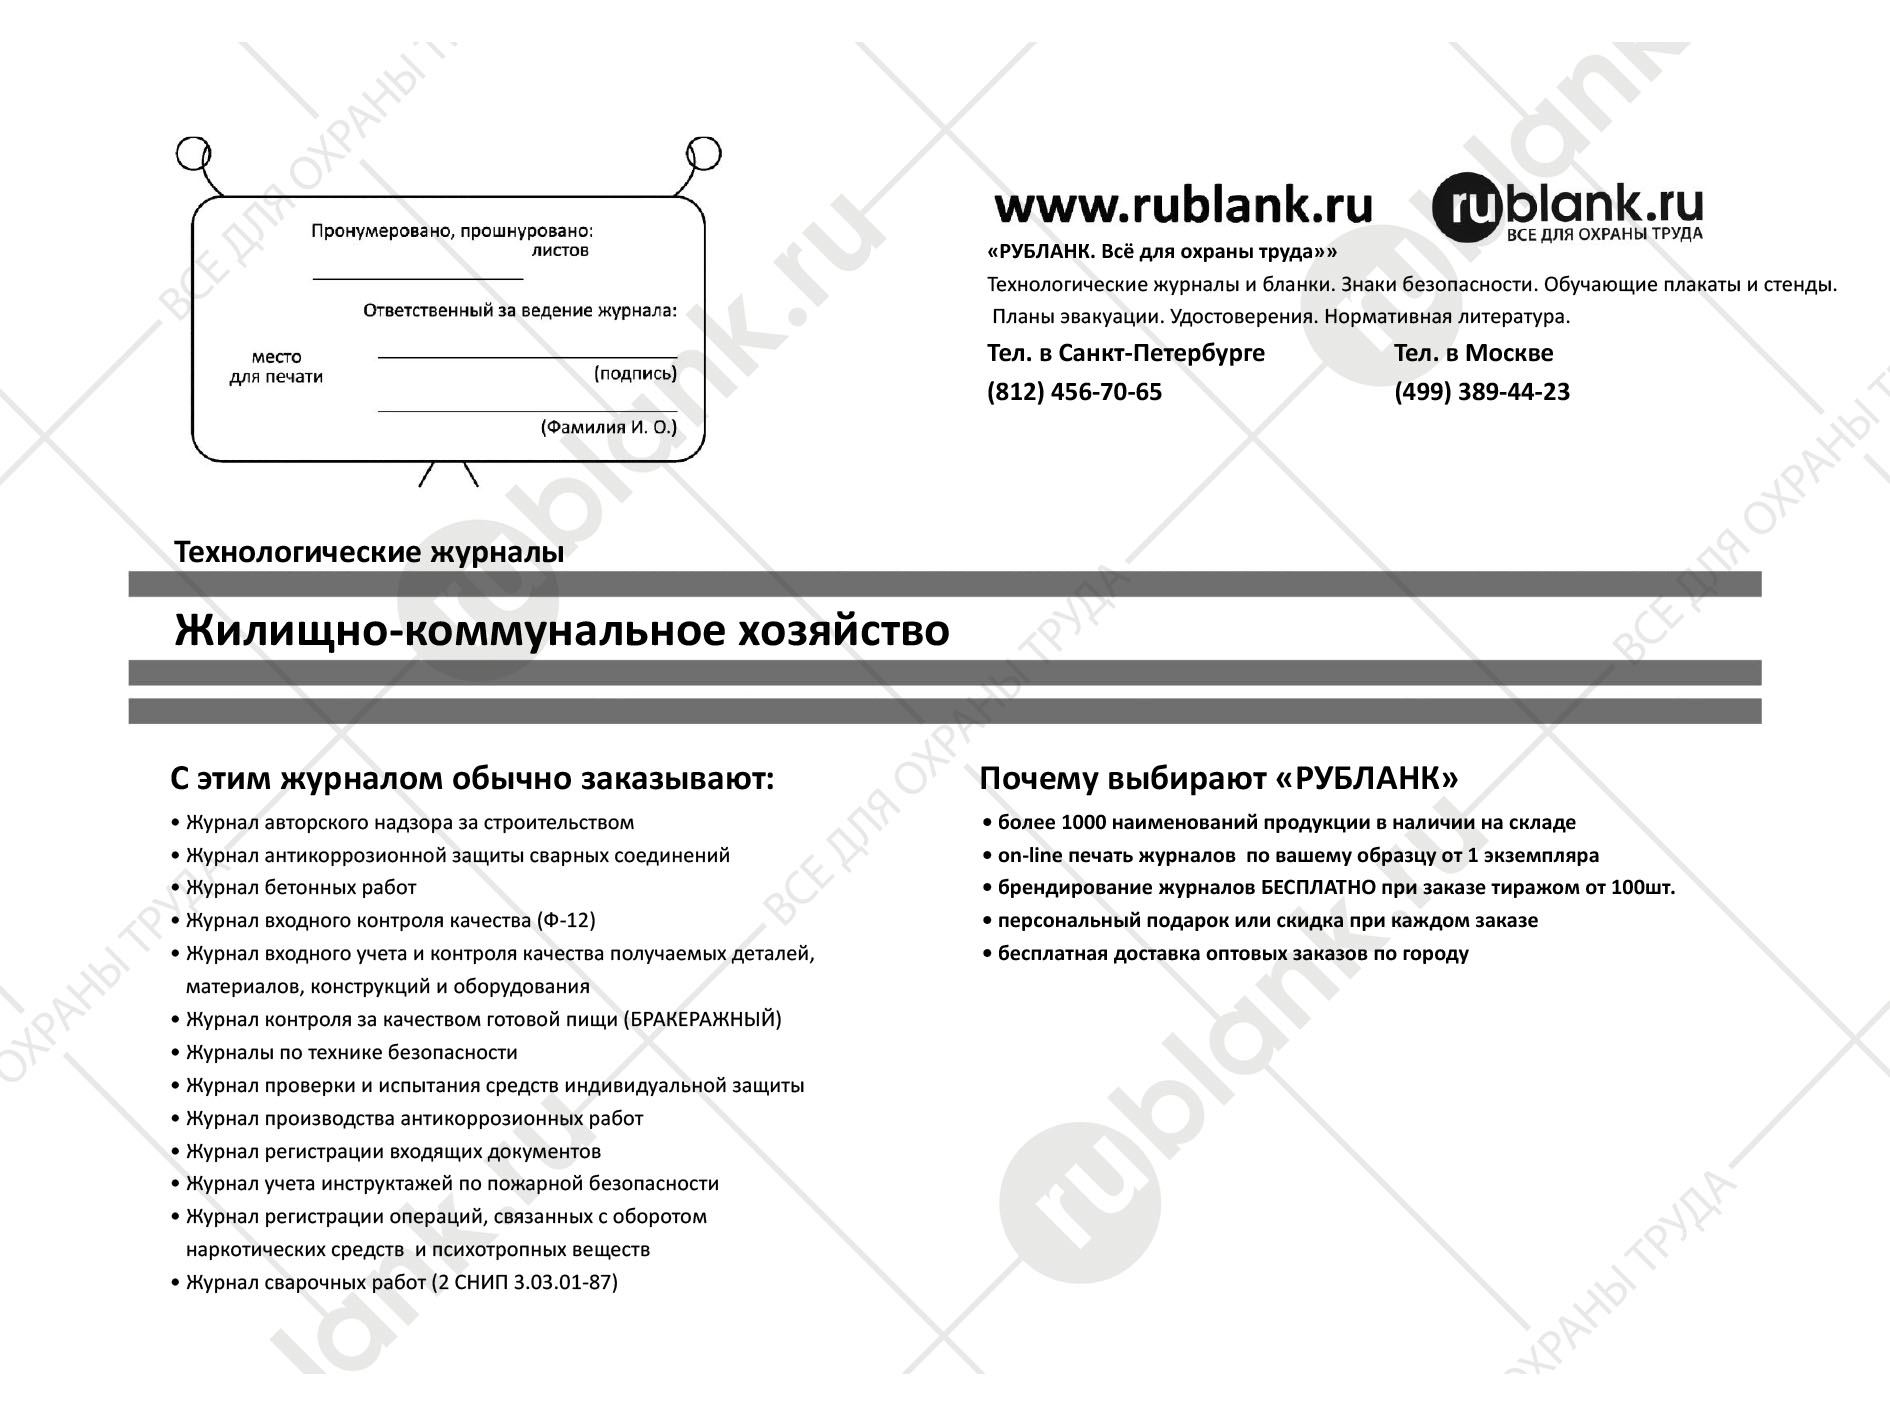 Пронумеровано, прошнуровано:
листов
Ответственный за ведение журнала:
место
для печати
(подпись)
(Фамилия И. О.)
www.rublank.ru
rublank.ru
ВСЕ ДЛЯ ОХРАНЫ ТРУДА
«РУБЛАНК. Всё для охраны труда»»
Технологические журналы и бланки. Знаки безопасности. Обучающие плакаты и стенды.
Планы эвакуации. Удостоверения. Нормативная литература.
Тел. в Санкт-Петербурге
(812) 456-70-65
Тел. в Москве
(499) 389-44-23
Технологические журналы
Жилищно-коммунальное хозяйство
С этим журналом обычно заказывают:
• Журнал авторского надзора за строительством
• Журнал антикоррозионной защиты сварных соединений
• Журнал бетонных работ
• Журнал входного контроля качества (Ф-12)
• Журнал входного учета и контроля качества получаемых деталей,
материалов, конструкций и оборудования
• Журнал контроля за качеством готовой пищи (БРАКЕРАЖНЫЙ)
• Журналы по технике безопасности
• Журнал проверки и испытания средств индивидуальной защиты
• Журнал производства антикоррозионных работ
• Журнал регистрации входящих документов
• Журнал учета инструктажей по пожарной безопасности
• Журнал регистрации операций, связанных с оборотом
наркотических средств  и психотропных веществ
• Журнал сварочных работ (2 СНИП 3.03.01-87)
Почему выбирают «РУБЛАНК»
• более 1000 наименований продукции в наличии на складе
• on-line печать журналов  по вашему образцу от 1 экземпляра
• брендирование журналов БЕСПЛАТНО при заказе тиражом от 100шт.
• персональный подарок или скидка при каждом заказе
• бесплатная доставка оптовых заказов по городу